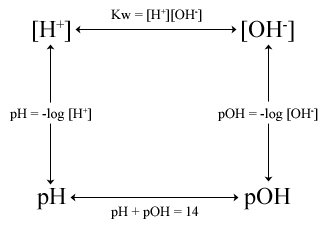 Kw = [H⁺][OH⁻]
[H⁺] [OH⁻]
pH = -log [H⁺] pOH = -log [OH⁻]
pH pOH
pH + pOH = 14